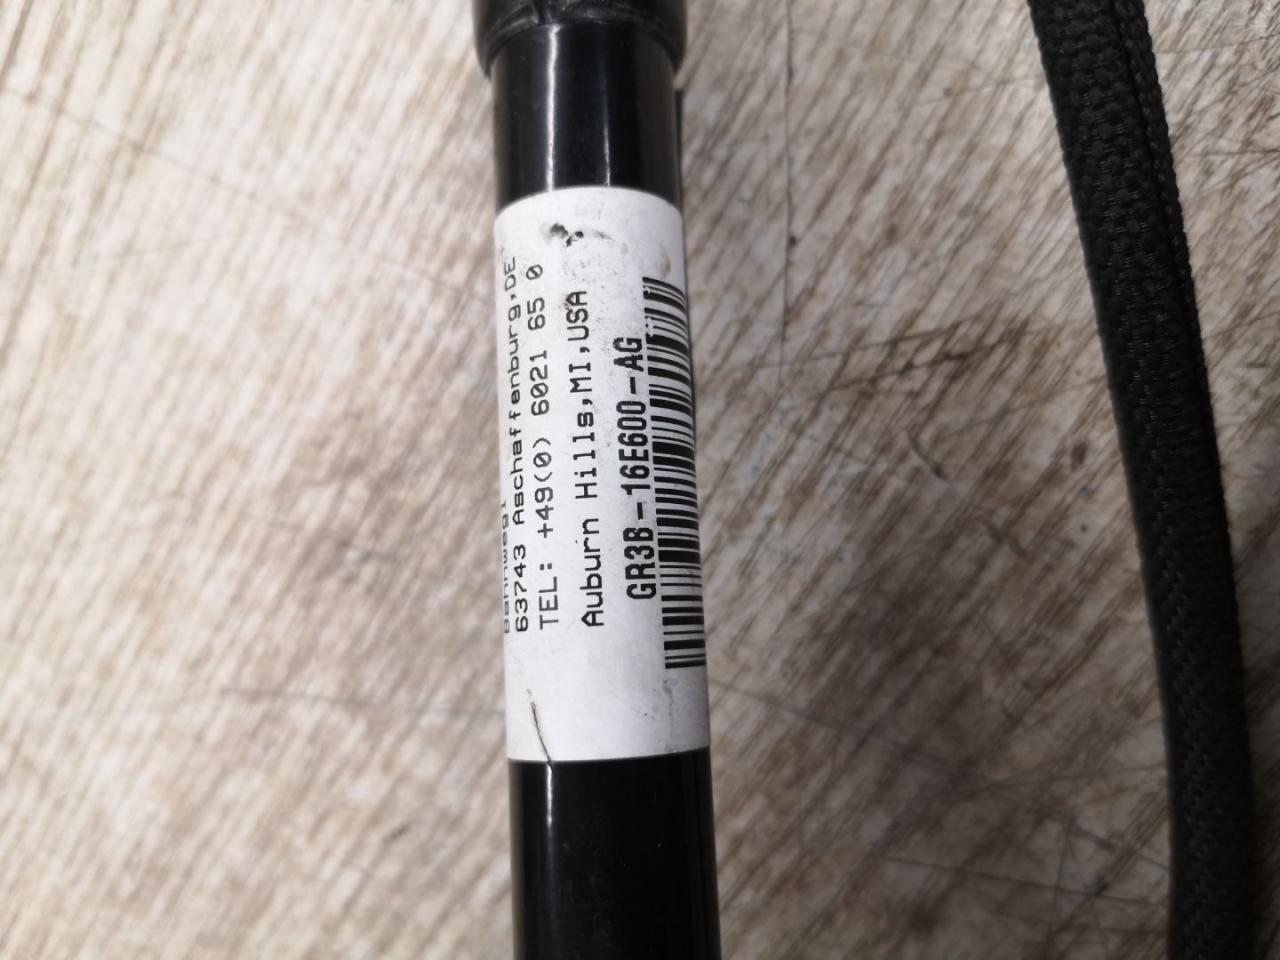 63743 Aschaffenburg,DE
TEL: +49(0) 6021 65 0
Auburn Hills,MI,USA
GR3B-16E600-AG